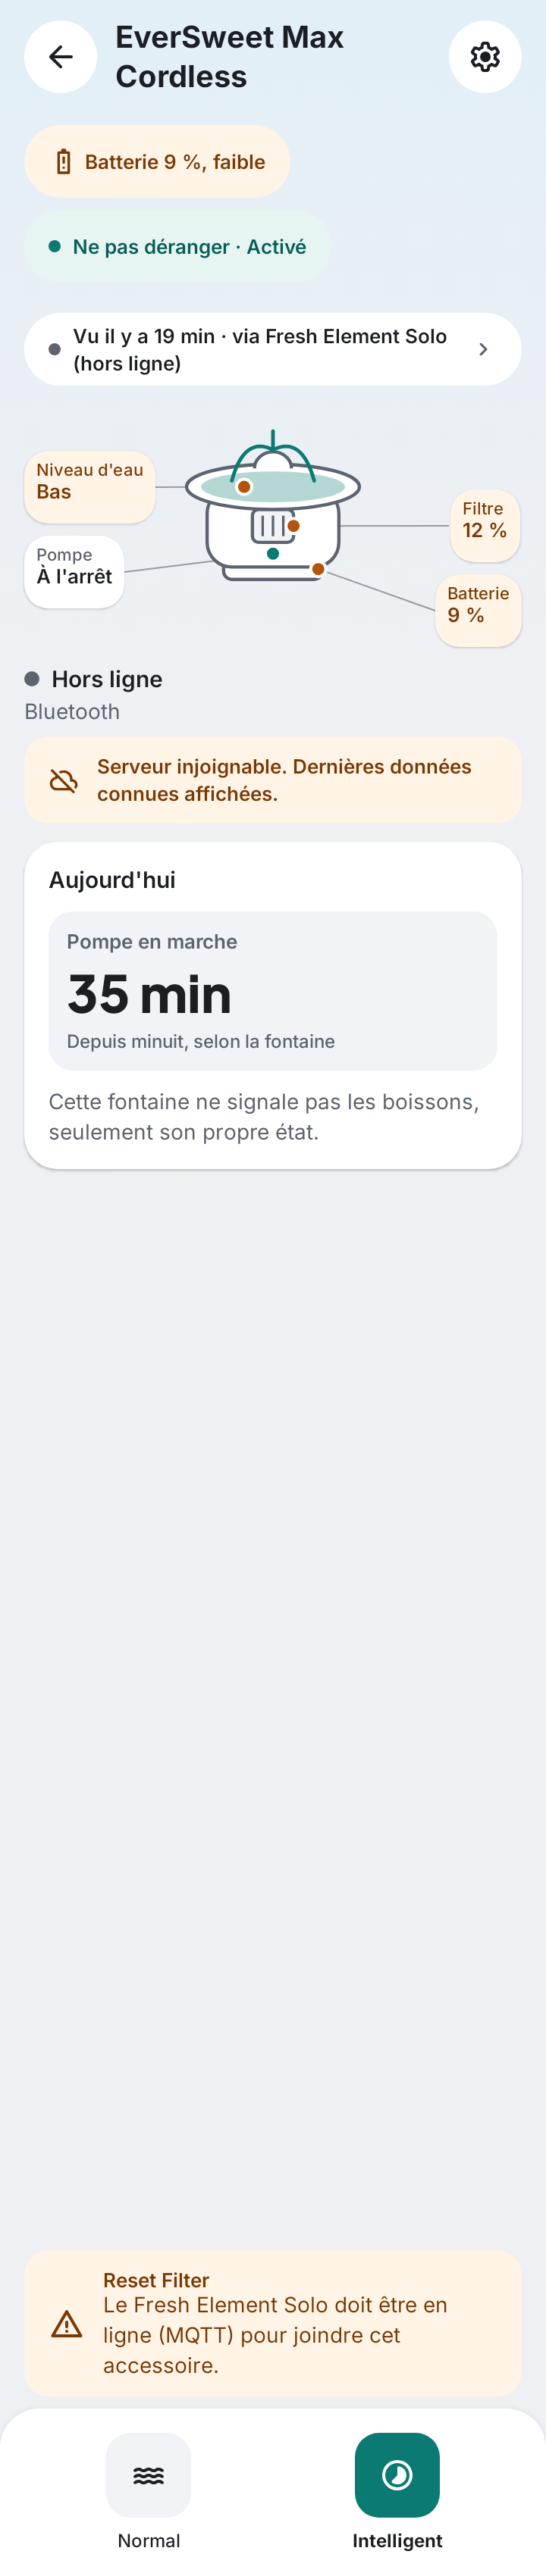 EverSweet Max
Cordless
Batterie 9 %, faible
Ne pas déranger · Activé
Vu il y a 19 min · via Fresh Element Solo
(hors ligne)
Niveau d'eau
Bas
Filtre
12 %
Pompe
À l'arrêt
Batterie
9 %
Hors ligne
Bluetooth
Serveur injoignable. Dernières données
connues affichées.
Aujourd'hui
Pompe en marche
35 min
Depuis minuit, selon la fontaine
Cette fontaine ne signale pas les boissons,
seulement son propre état.
Reset Filter
Le Fresh Element Solo doit être en
ligne (MQTT) pour joindre cet
accessoire.
Normal
Intelligent